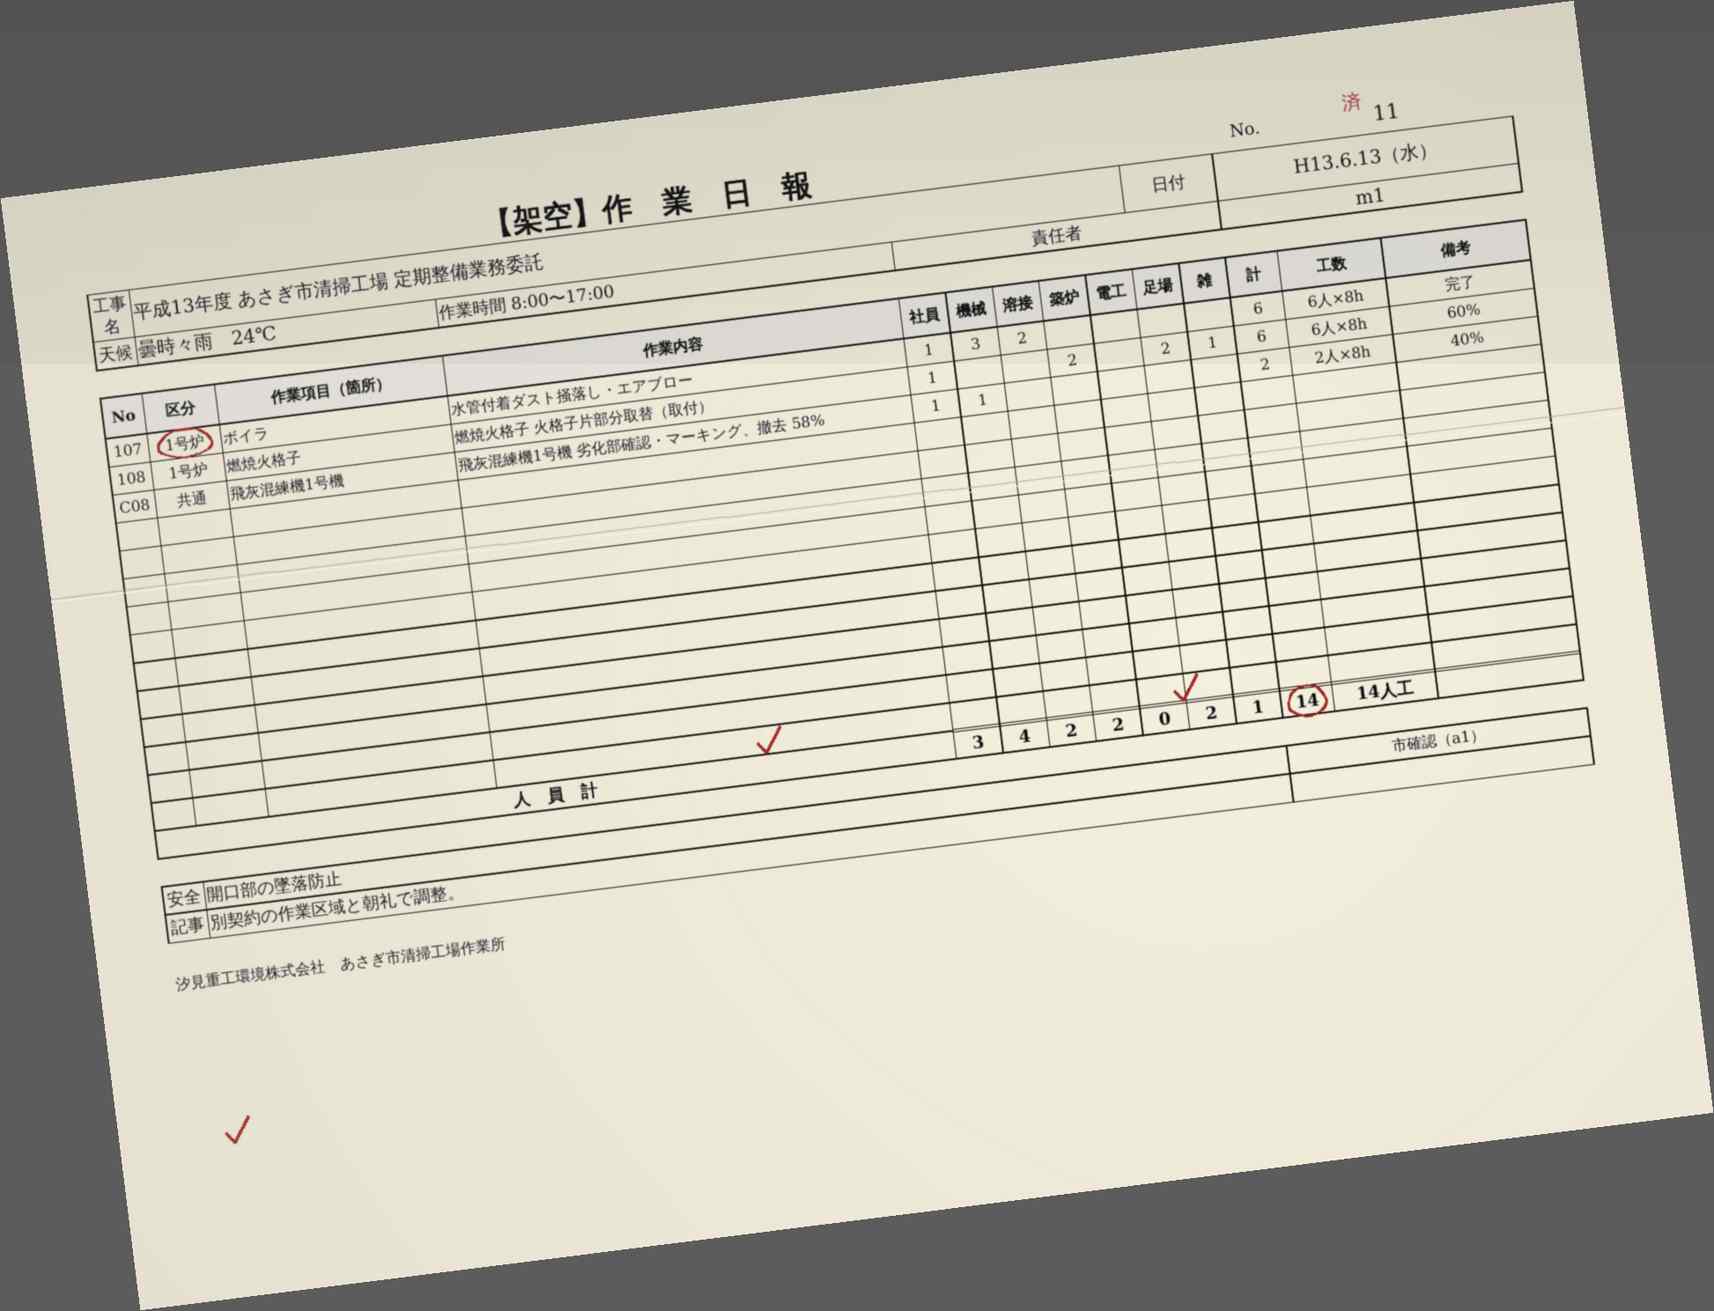 済
No. 11
【架空】作 業 日 報
工事名 平成13年度 あさぎ市清掃工場 定期整備業務委託 日付 H13.6.13（水）
天候 曇時々雨 24℃ 作業時間 8:00〜17:00 責任者 m1
No 区分 作業項目（箇所） 作業内容 社員 機械 溶接 築炉 電工 足場 雑 計 工数 備考
107 1号炉 ボイラ 水管付着ダスト掻落し・エアブロー 1 3 2 6 6人×8h 完了
108 1号炉 燃焼火格子 燃焼火格子 火格子片部分取替（取付） 1 2 2 1 6 6人×8h 60%
C08 共通 飛灰混練機1号機 飛灰混練機1号機 劣化部確認・マーキング、撤去 58% 1 1 2 2人×8h 40%
人 員 計 3 4 2 2 0 2 1 14 14人工
安全 開口部の墜落防止 市確認（a1）
記事 別契約の作業区域と朝礼で調整。
汐見重工環境株式会社 あさぎ市清掃工場作業所